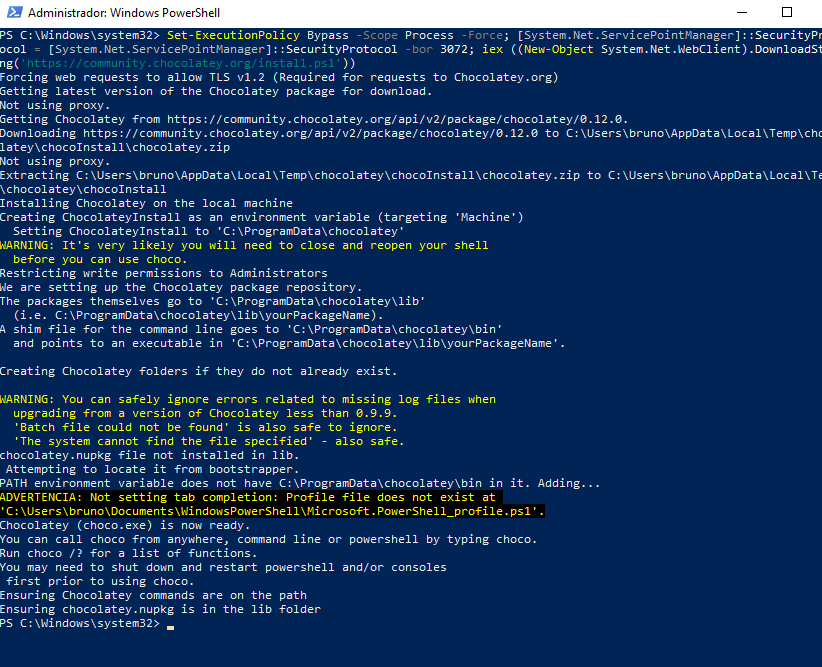 Administrador: Windows PowerShell
PS C:\Windows\system32> Set-ExecutionPolicy Bypass -Scope Process -Force; [System.Net.ServicePointManager]::SecurityPr
ocol = [System.Net.ServicePointManager]::SecurityProtocol -bor 3072; iex ((New-Object System.Net.WebClient).DownloadSt
ng('https://community.chocolatey.org/install.ps1'))
Forcing web requests to allow TLS v1.2 (Required for requests to Chocolatey.org)
Getting latest version of the Chocolatey package for download.
Not using proxy.
Getting Chocolatey from https://community.chocolatey.org/api/v2/package/chocolatey/0.12.0.
Downloading https://community.chocolatey.org/api/v2/package/chocolatey/0.12.0 to C:\Users\bruno\AppData\Local\Temp\cho
latey\chocoInstall\chocolatey.zip
Not using proxy.
Extracting C:\Users\bruno\AppData\Local\Temp\chocolatey\chocoInstall\chocolatey.zip to C:\Users\bruno\AppData\Local\Te
\chocolatey\chocoInstall
Installing Chocolatey on the local machine
Creating ChocolateyInstall as an environment variable (targeting 'Machine')
  Setting ChocolateyInstall to 'C:\ProgramData\chocolatey'
WARNING: It's very likely you will need to close and reopen your shell
  before you can use choco.
Restricting write permissions to Administrators
We are setting up the Chocolatey package repository.
The packages themselves go to 'C:\ProgramData\chocolatey\lib'
  (i.e. C:\ProgramData\chocolatey\lib\yourPackageName).
A shim file for the command line goes to 'C:\ProgramData\chocolatey\bin'
  and points to an executable in 'C:\ProgramData\chocolatey\lib\yourPackageName'.
Creating Chocolatey folders if they do not already exist.
WARNING: You can safely ignore errors related to missing log files when
  upgrading from a version of Chocolatey less than 0.9.9.
  'Batch file could not be found' is also safe to ignore.
  'The system cannot find the file specified' - also safe.
chocolatey.nupkg file not installed in lib.
 Attempting to locate it from bootstrapper.
PATH environment variable does not have C:\ProgramData\chocolatey\bin in it. Adding...
ADVERTENCIA: Not setting tab completion: Profile file does not exist at
'C:\Users\bruno\Documents\WindowsPowerShell\Microsoft.PowerShell_profile.ps1'.
Chocolatey (choco.exe) is now ready.
You can call choco from anywhere, command line or powershell by typing choco.
Run choco /? for a list of functions.
You may need to shut down and restart powershell and/or consoles
 first prior to using choco.
Ensuring Chocolatey commands are on the path
Ensuring chocolatey.nupkg is in the lib folder
PS C:\Windows\system32>